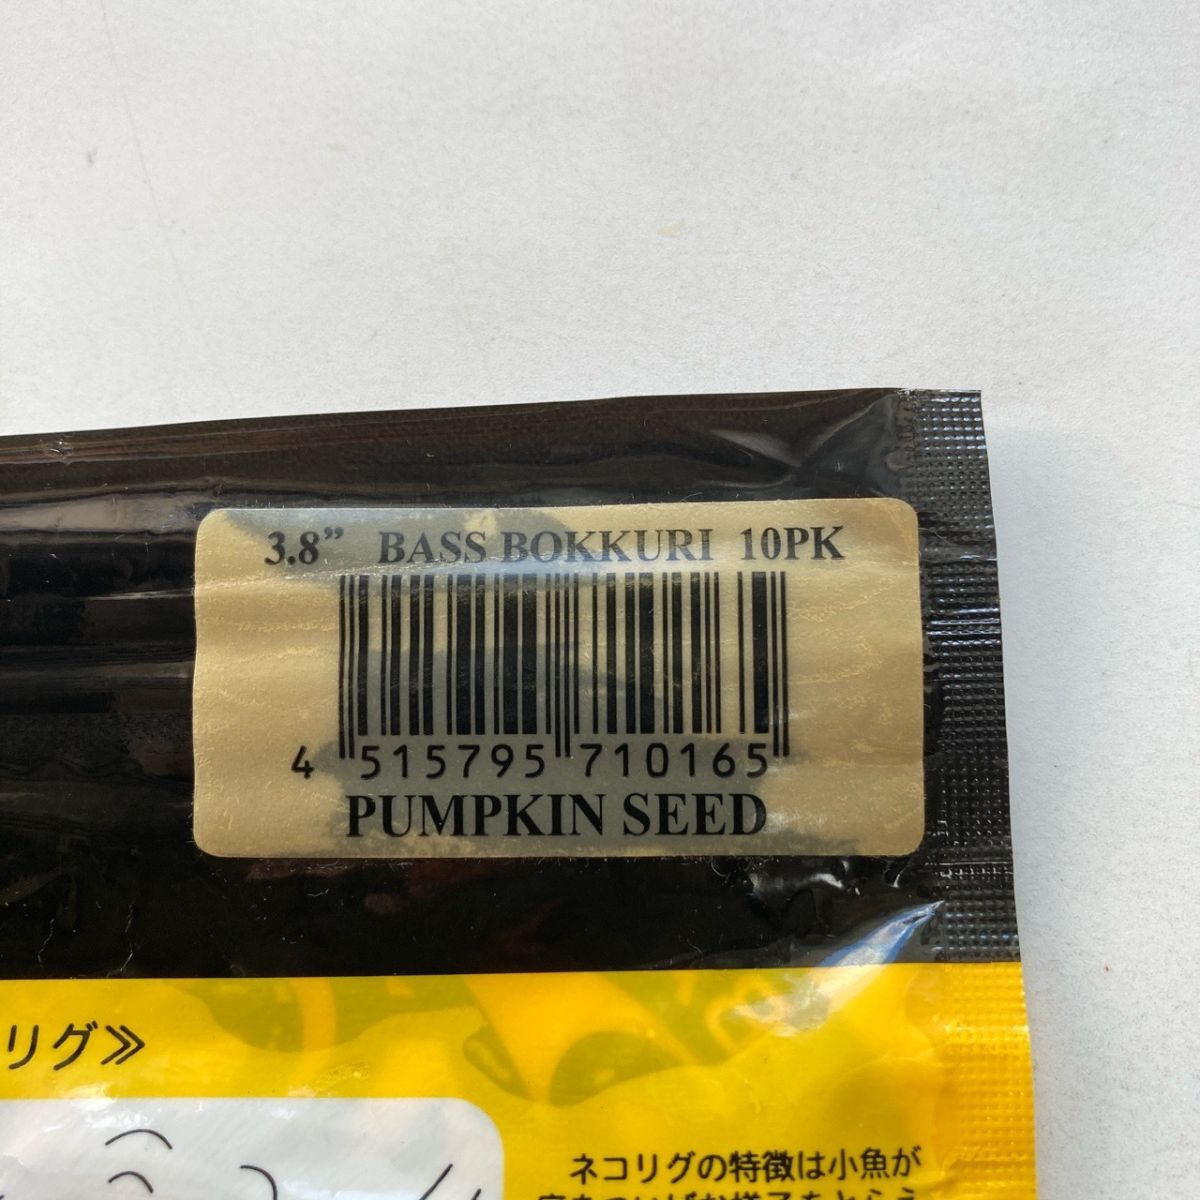 3.8” BASS BOKKURI 10PK
4 515795 710165
PUMPKIN SEED
リグ≫
ネコリグの特徴は小魚が